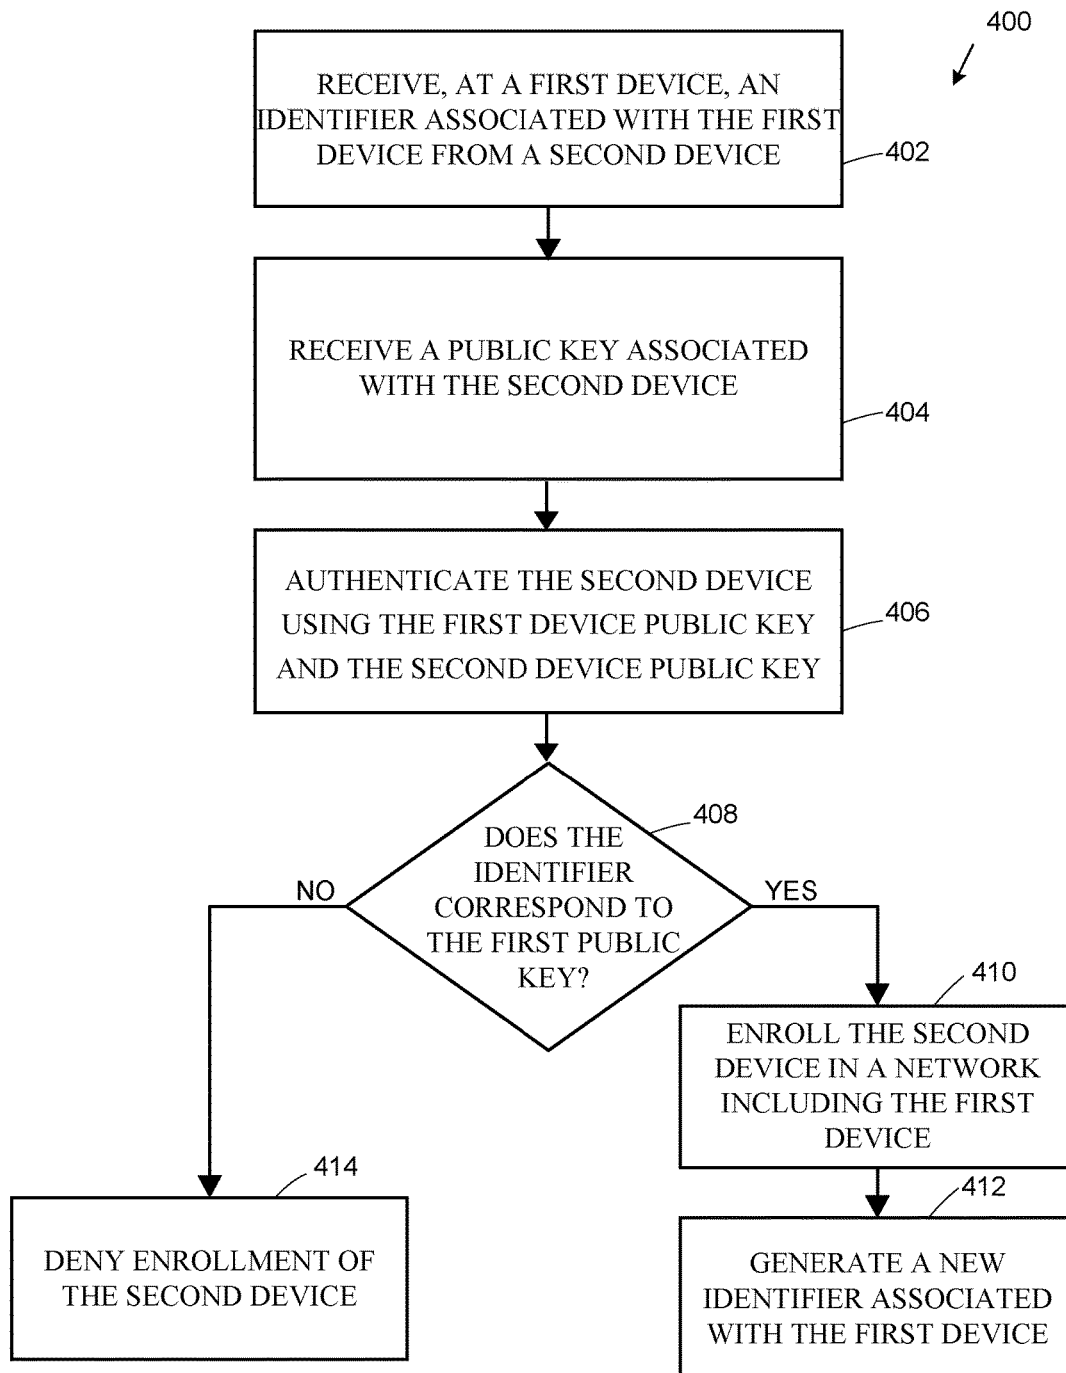 400
RECEIVE, AT A FIRST DEVICE, AN
IDENTIFIER ASSOCIATED WITH THE FIRST
DEVICE FROM A SECOND DEVICE
402
RECEIVE A PUBLIC KEY ASSOCIATED
WITH THE SECOND DEVICE
404
AUTHENTICATE THE SECOND DEVICE
USING THE FIRST DEVICE PUBLIC KEY
AND THE SECOND DEVICE PUBLIC KEY
406
408
DOES THE
IDENTIFIER
CORRESPOND TO
THE FIRST PUBLIC
KEY?
NO
YES
410
ENROLL THE SECOND
DEVICE IN A NETWORK
INCLUDING THE FIRST
DEVICE
414
DENY ENROLLMENT OF
THE SECOND DEVICE
412
GENERATE A NEW
IDENTIFIER ASSOCIATED
WITH THE FIRST DEVICE